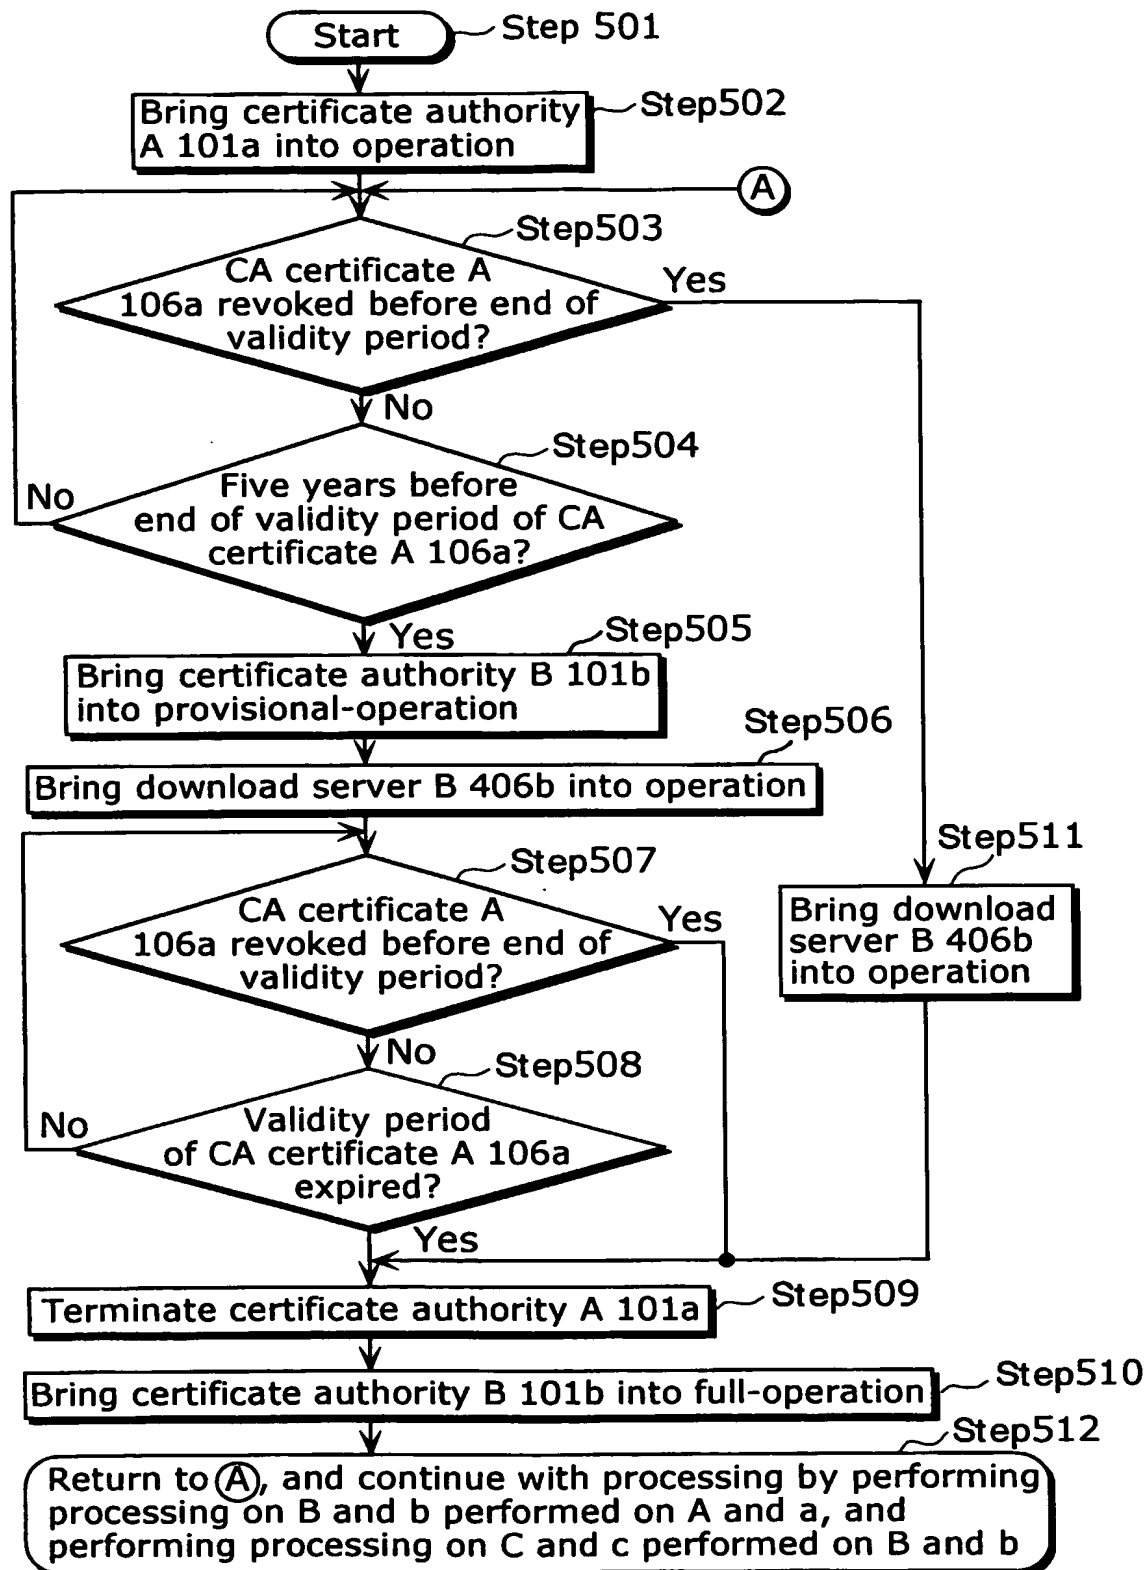 Start
Step 501
Bring certificate authority
A 101a into operation
Step502
A
Step503
CA certificate A
106a revoked before end of
validity period?
Yes
No
Step504
Five years before
end of validity period of CA
certificate A 106a?
No
Yes
Step505
Bring certificate authority B 101b
into provisional-operation
Step506
Bring download server B 406b into operation
Step507
CA certificate A
106a revoked before end of
validity period?
Yes
Step511
Bring download
server B 406b
into operation
No
Step508
Validity period
of CA certificate A 106a
expired?
No
Yes
Terminate certificate authority A 101a
Step509
Bring certificate authority B 101b into full-operation
Step510
Step512
Return to A, and continue with processing by performing
processing on B and b performed on A and a, and
performing processing on C and c performed on B and b